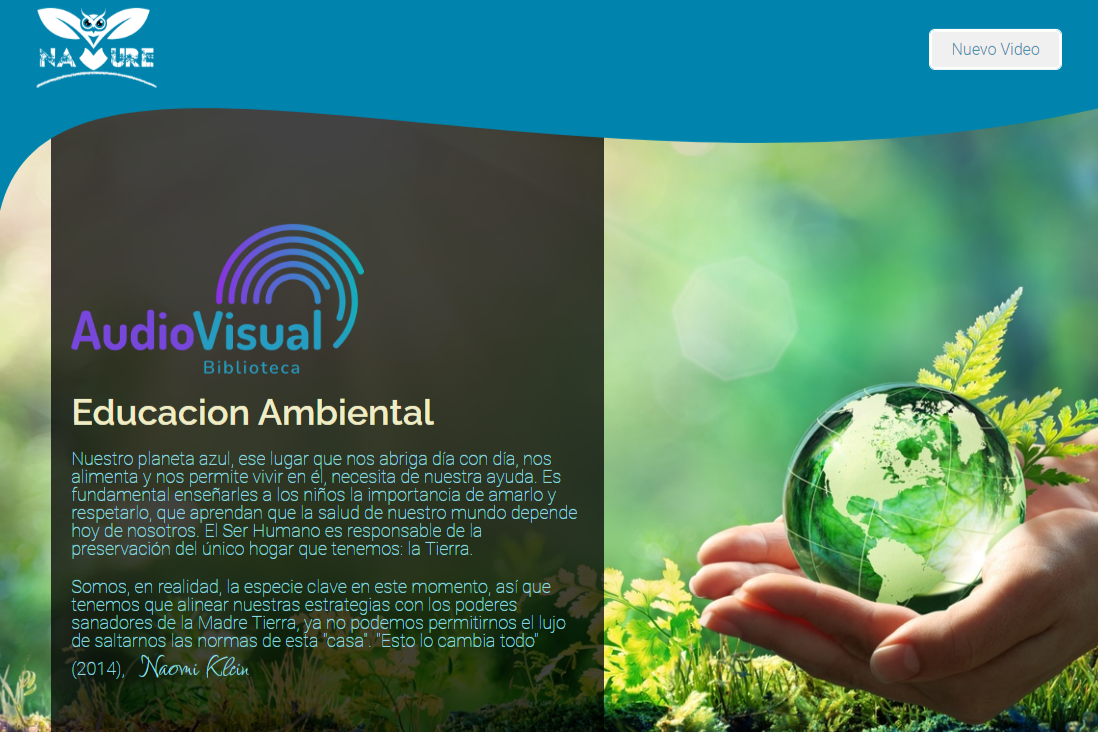 NATURE
Nuevo Video
AudioVisual
Biblioteca
Educacion Ambiental
Nuestro planeta azul, ese lugar que nos abriga día con día, nos
alimenta y nos permite vivir en él, necesita de nuestra ayuda. Es
fundamental enseñarles a los niños la importancia de amarlo y
respetarlo, que aprendan que la salud de nuestro mundo depende
hoy de nosotros. El Ser Humano es responsable de la
preservación del único hogar que tenemos: la Tierra.
Somos, en realidad, la especie clave en este momento, así que
tenemos que alinear nuestras estrategias con los poderes
sanadores de la Madre Tierra, ya no podemos permitirnos el lujo
de saltarnos las normas de esta "casa". "Esto lo cambia todo"
(2014), Naomi Klein